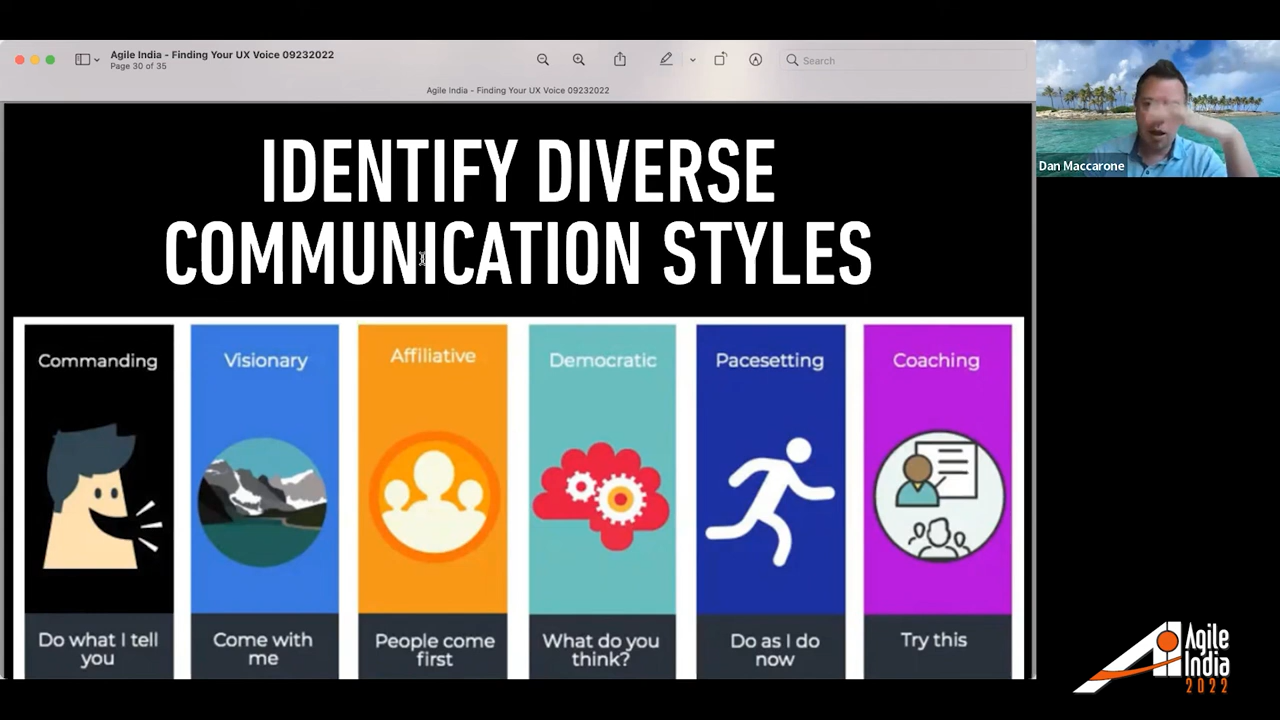 Agile India - Finding Your UX Voice 09232022
Page 30 of 35
Search
Agile India - Finding Your UX Voice 09232022
Dan Maccarone
IDENTIFY DIVERSE
COMMUNICATION STYLES
Commanding
Visionary
Affiliative
Democratic
Pacesetting
Coaching
Do what I tell
you
Come with
me
People come
first
What do you
think?
Do as I do
now
Try this
Agile
India
2022